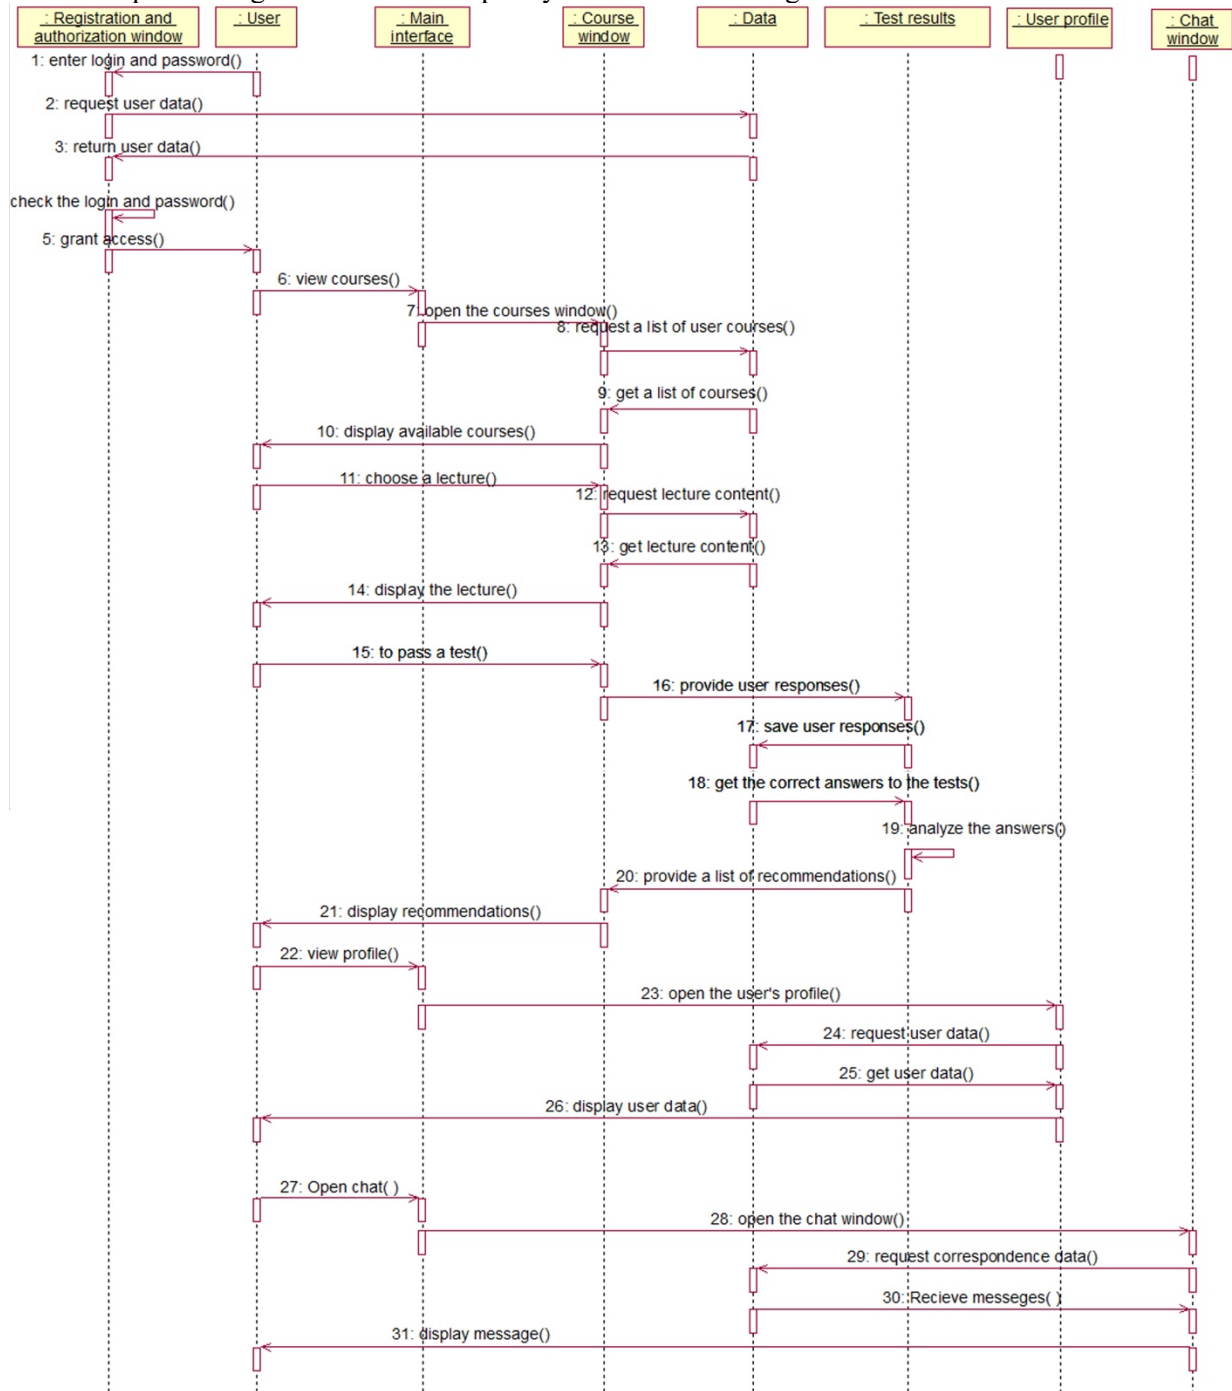 : Registration and
authorization window
: User
: Main
interface
: Course
window
: Data
: Test results
: User profile
: Chat
window
1: enter login and password()
2: request user data()
3: return user data()
check the login and password()
5: grant access()
6: view courses()
7: open the courses window()
8: request a list of user courses()
9: get a list of courses()
10: display available courses()
11: choose a lecture()
12: request lecture content()
13: get lecture content()
14: display the lecture()
15: to pass a test()
16: provide user responses()
17: save user responses()
18: get the correct answers to the tests()
19: analyze the answers()
20: provide a list of recommendations()
21: display recommendations()
22: view profile()
23: open the user's profile()
24: request user data()
25: get user data()
26: display user data()
27: Open chat( )
28: open the chat window()
29: request correspondence data()
30: Recieve messeges( )
31: display message()